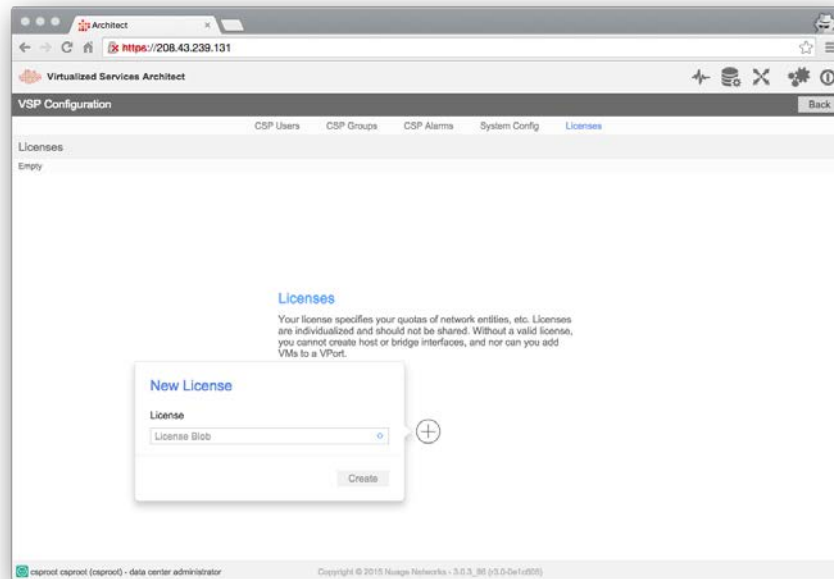 Architect
https://208.43.239.131
Virtualized Services Architect
VSP Configuration
Back
CSP Users CSP Groups CSP Alarms System Config Licenses
Licenses
Empty
Licenses
Your license specifies your quotas of network entities, etc. Licenses
are individualized and should not be shared. Without a valid license,
you cannot create host or bridge interfaces, and nor can you add
VMs to a VPort.
New License
License
License Blob
Create
csproot csproot (csproot) - data center administrator
Copyright © 2015 Nuage Networks - 3.0.3_86